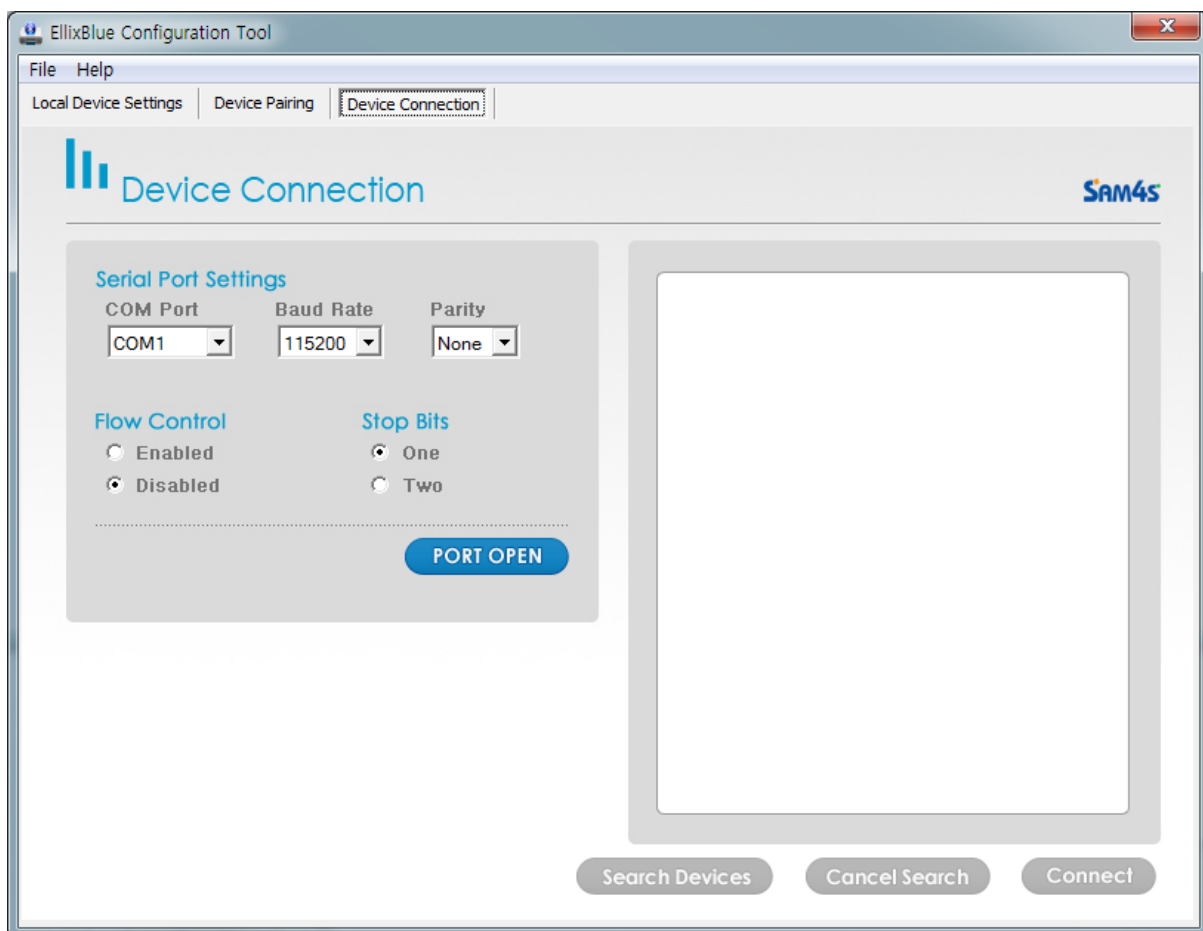 EllixBlue Configuration Tool
File Help
Local Device Settings Device Pairing Device Connection
Device Connection
SAM4S
Serial Port Settings
COM Port Baud Rate Parity
COM1 115200 None
Flow Control Stop Bits
Enabled One
Disabled Two
PORT OPEN
Search Devices Cancel Search Connect